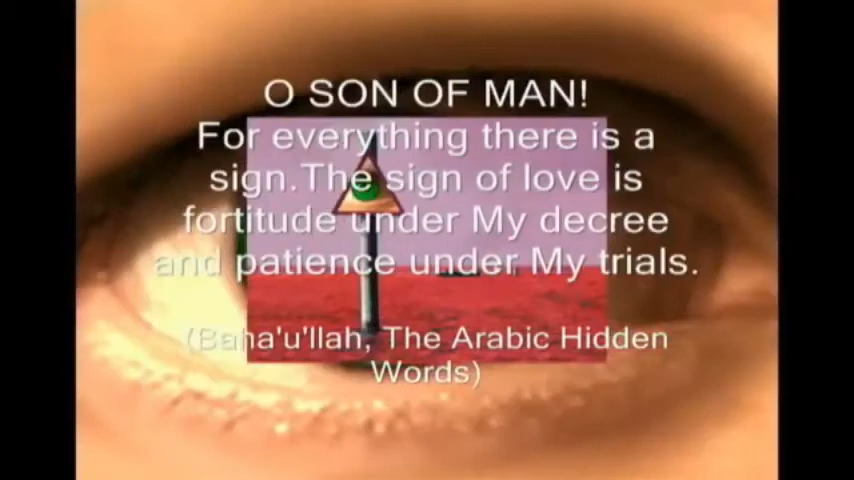 O SON OF MAN!
For everything there is a
sign.The sign of love is
fortitude under My decree
and patience under My trials.
(Baha'u'llah, The Arabic Hidden
Words)